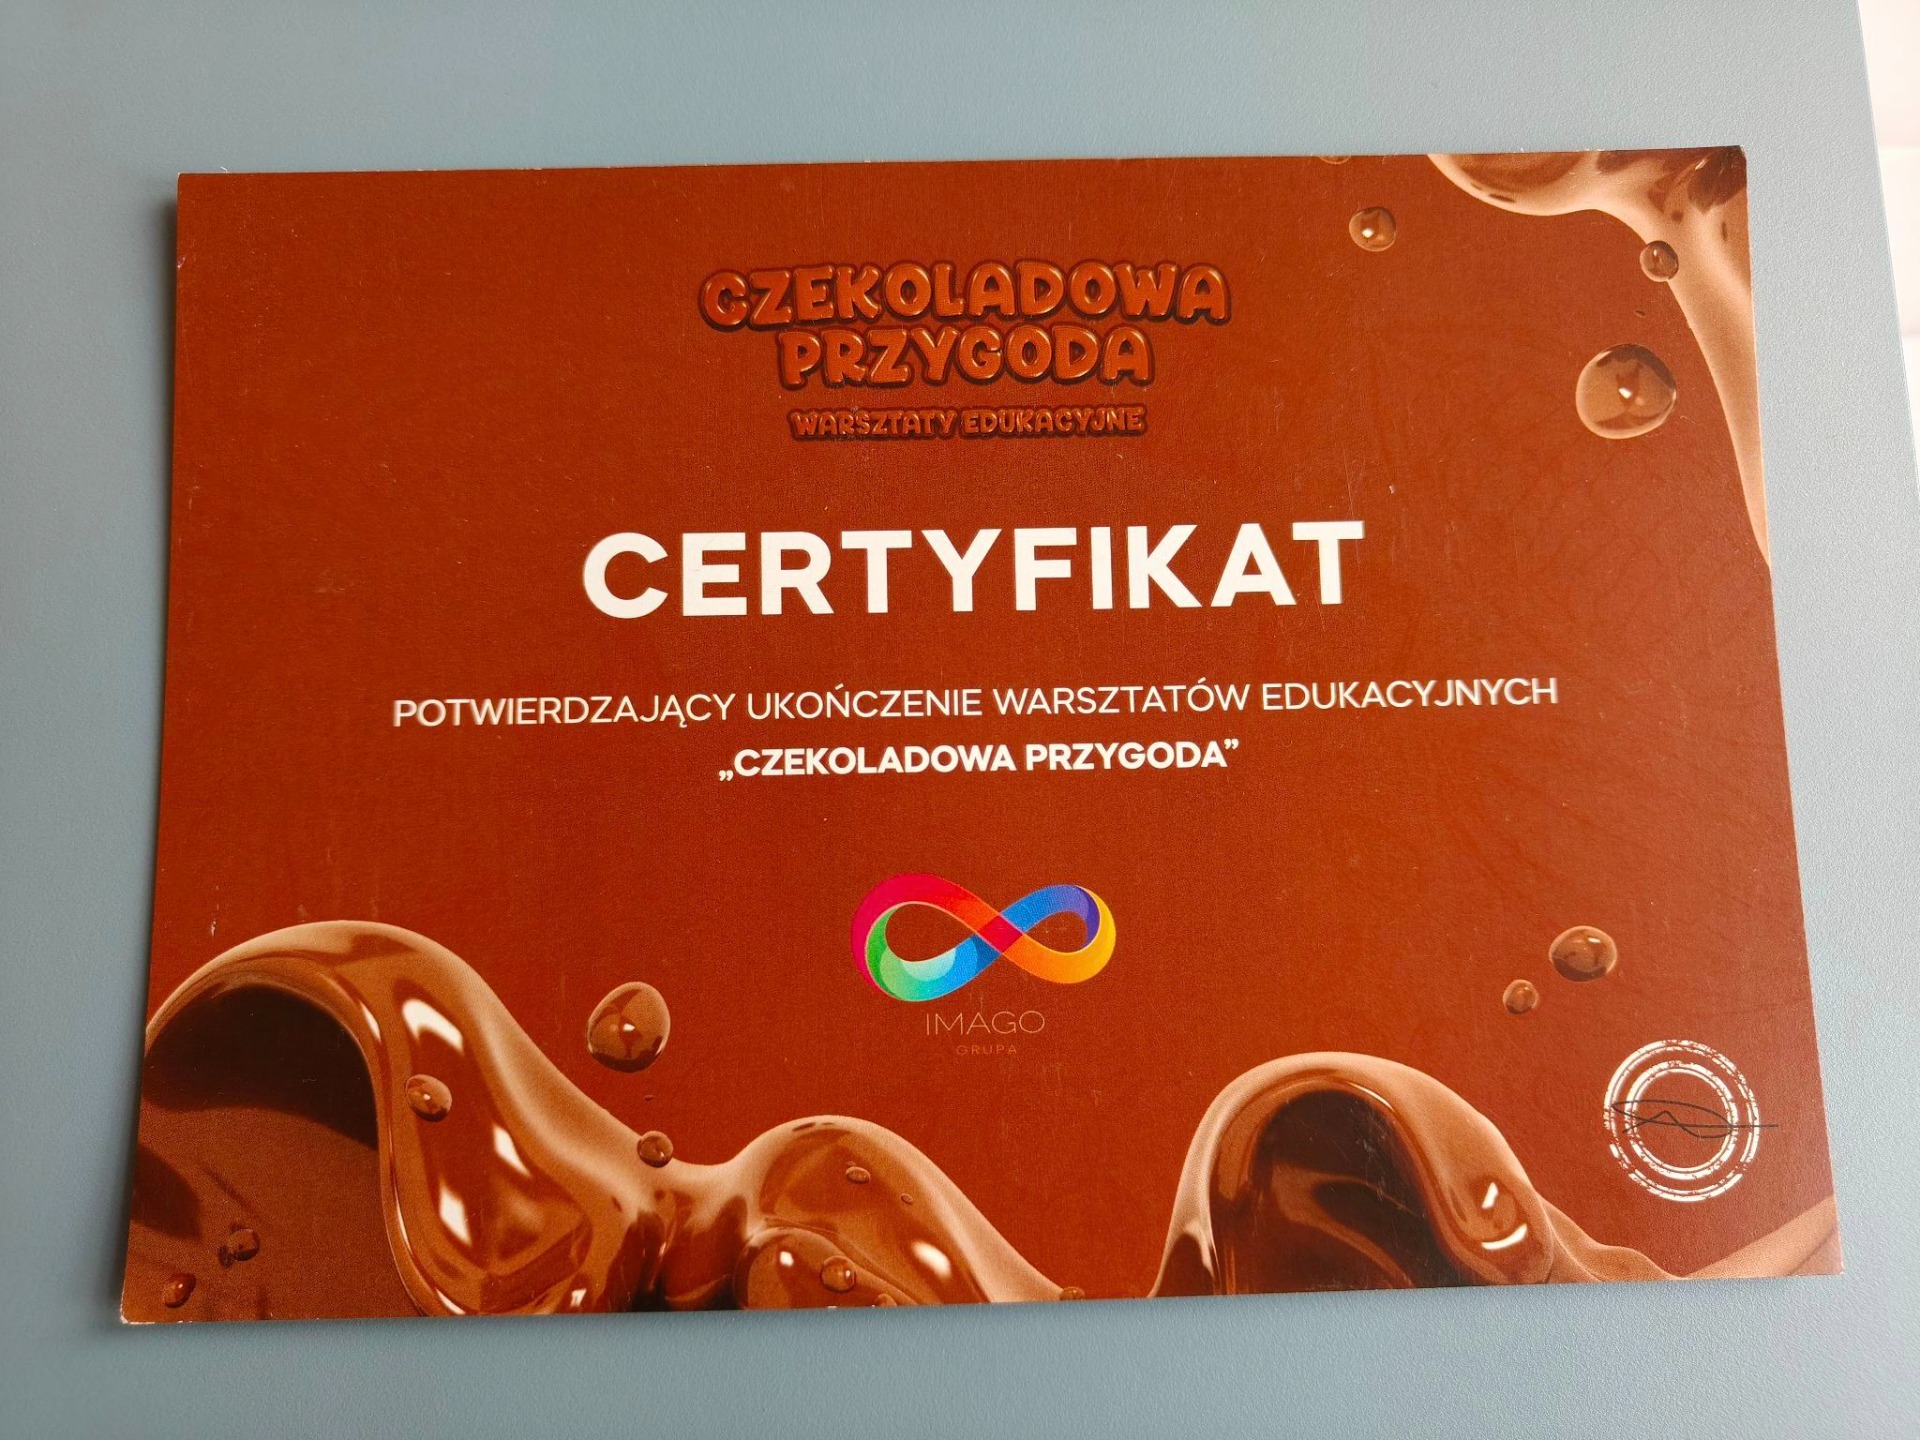 CZEKOLADOWA
PRZYGODA
WARSZTATY EDUKACYJNE
CERTYFIKAT
POTWIERDZAJĄCY UKOŃCZENIE WARSZTATÓW EDUKACYJNYCH
„CZEKOLADOWA PRZYGODA”
IMAGO
GRUPA